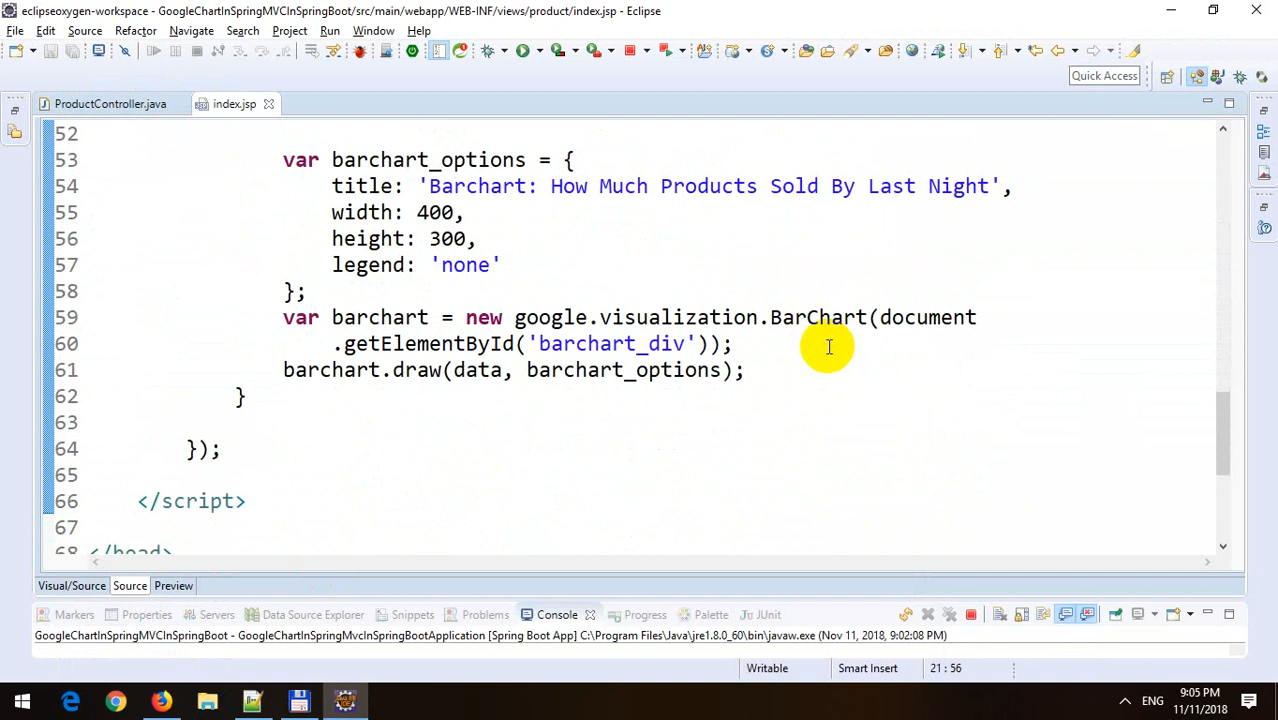 eclipseoxygen-workspace - GoogleChartInSpringMVCInSpringBoot/src/main/webapp/WEB-INF/views/product/index.jsp - Eclipse
File Edit Source Refactor Navigate Search Project Run Window Help
Quick Access
ProductController.java index.jsp
52
53 var barchart_options = {
54 title: 'Barchart: How Much Products Sold By Last Night',
55 width: 400,
56 height: 300,
57 legend: 'none'
58 };
59 var barchart = new google.visualization.BarChart(document
60 .getElementById('barchart_div'));
61 barchart.draw(data, barchart_options);
62 }
63
64 });
65
66 </script>
67
68 </head>
Visual/Source Source Preview
Markers Properties Servers Data Source Explorer Snippets Problems Console Progress Palette JUnit
GoogleChartInSpringMVCInSpringBoot - GoogleChartInSpringMvcInSpringBootApplication [Spring Boot App] C:\Program Files\Java\jre1.8.0_60\bin\javaw.exe (Nov 11, 2018, 9:02:08 PM)
Writable Smart Insert 21 : 56
ENG 9:05 PM
11/11/2018